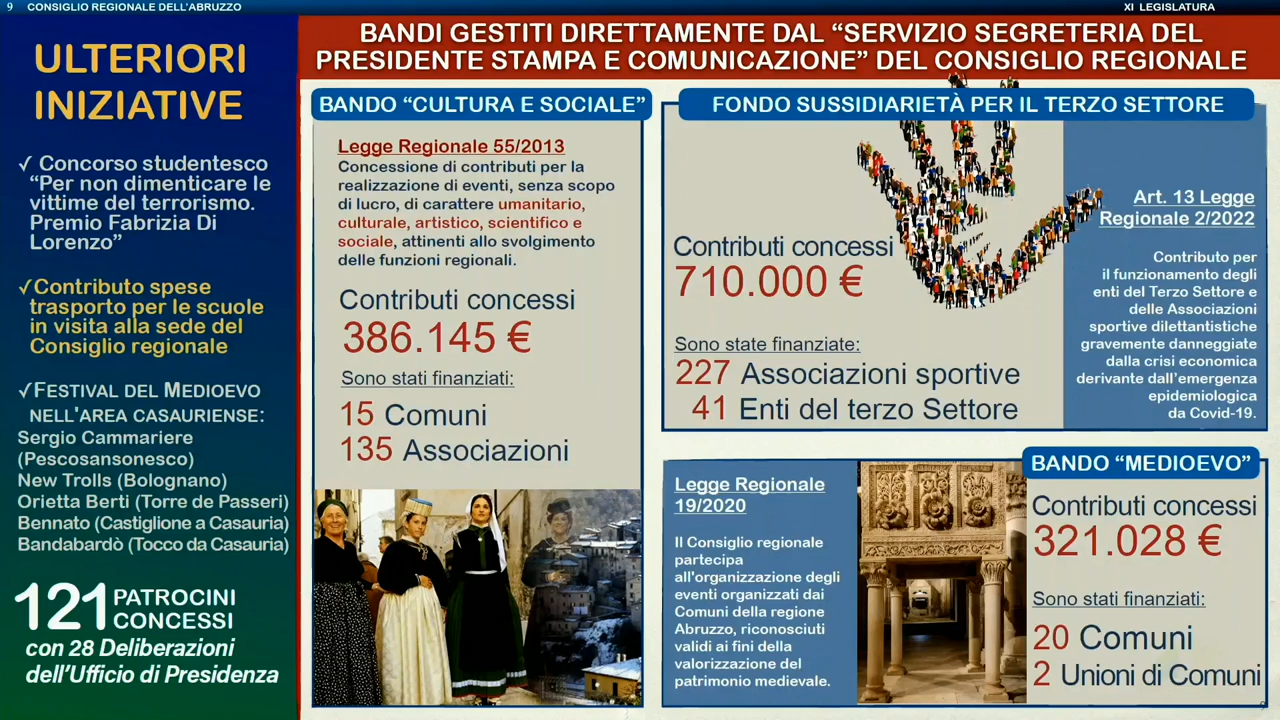 9 CONSIGLIO REGIONALE DELL'ABRUZZO
XI LEGISLATURA
ULTERIORI
INIZIATIVE
✓ Concorso studentesco
“Per non dimenticare le
vittime del terrorismo.
Premio Fabrizia Di
Lorenzo”
✓Contributo spese
trasporto per le scuole
in visita alla sede del
Consiglio regionale
✓FESTIVAL DEL MEDIOEVO
NELL'AREA CASAURIENSE:
Sergio Cammariere
(Pescosansonesco)
New Trolls (Bolognano)
Orietta Berti (Torre de Passeri)
Bennato (Castiglione a Casauria)
Bandabardò (Tocco da Casauria)
121 PATROCINI
CONCESSI
con 28 Deliberazioni
dell’Ufficio di Presidenza
BANDI GESTITI DIRETTAMENTE DAL “SERVIZIO SEGRETERIA DEL
PRESIDENTE STAMPA E COMUNICAZIONE” DEL CONSIGLIO REGIONALE
BANDO “CULTURA E SOCIALE”
Legge Regionale 55/2013
Concessione di contributi per la
realizzazione di eventi, senza scopo
di lucro, di carattere umanitario,
culturale, artistico, scientifico e
sociale, attinenti allo svolgimento
delle funzioni regionali.
Contributi concessi
386.145 €
Sono stati finanziati:
15 Comuni
135 Associazioni
FONDO SUSSIDIARIETÀ PER IL TERZO SETTORE
Contributi concessi
710.000 €
Sono state finanziate:
227 Associazioni sportive
41 Enti del terzo Settore
Art. 13 Legge
Regionale 2/2022
Contributo per
il funzionamento degli
enti del Terzo Settore e
delle Associazioni
sportive dilettantistiche
gravemente danneggiate
dalla crisi economica
derivante dall’emergenza
epidemiologica
da Covid-19.
Legge Regionale
19/2020
Il Consiglio regionale
partecipa
all'organizzazione degli
eventi organizzati dai
Comuni della regione
Abruzzo, riconosciuti
validi ai fini della
valorizzazione del
patrimonio medievale.
BANDO “MEDIOEVO”
Contributi concessi
321.028 €
Sono stati finanziati:
20 Comuni
2 Unioni di Comuni
9